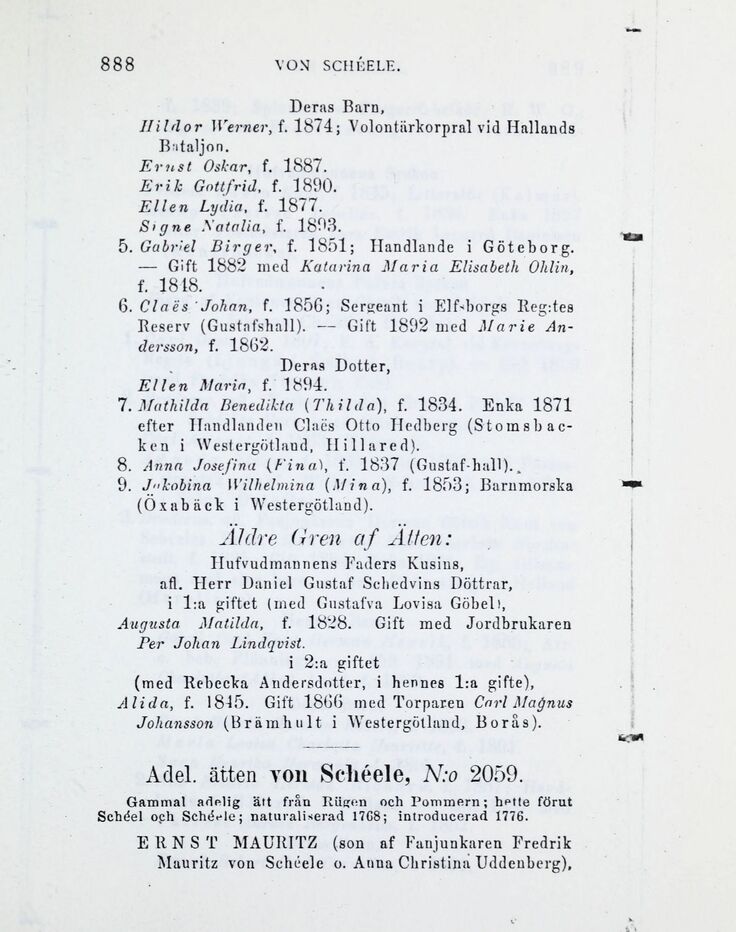 888 VON SCHÉELE.
Deras Barn,
Hildor Werner, f. 1874; Volontärkorpral vid Hallands
Bataljon.
Ernst Oskar, f. 1887.
Erik Gottfrid, f. 1890.
Ellen Lydia, f. 1877.
Signe Natalia, f. 1893.
5. Gabriel Birger, f. 1851; Handlande i Göteborg.
— Gift 1882 med Katarina Maria Elisabeth Ohlin,
f. 1848.
6. Claës Johan, f. 1856; Sergeant i Elfsborgs Reg:tes
Reserv (Gustafshall). — Gift 1892 med Marie An-
dersson, f. 1862.
Deras Dotter,
Ellen Maria, f. 1894.
7. Mathilda Benedikta (Thilda), f. 1834. Enka 1871
efter Handlanden Claës Otto Hedberg (Stomsbac-
ken i Westergötland, Hillared).
8. Anna Josefina (Fina), f. 1837 (Gustaf-hall).
9. Jakobina Wilhelmina (Mina), f. 1853; Barnmorska
(Öxabäck i Westergötland).
Äldre Gren af Ätten:
Hufvudmannens Faders Kusins,
afl. Herr Daniel Gustaf Schedvins Döttrar,
i 1:a giftet (med Gustafva Lovisa Göbel),
Augusta Matilda, f. 1828. Gift med Jordbrukaren
Per Johan Lindqvist.
i 2:a giftet
(med Rebecka Andersdotter, i hennes 1:a gifte),
Alida, f. 1845. Gift 1866 med Torparen Carl Magnus
Johansson (Brämhult i Westergötland, Borås).
Adel. ätten von Schéele, N:o 2059.
Gammal adelig ätt från Rügen och Pommern; hette förut
Schéel och Schéele; naturaliserad 1768; introducerad 1776.
ERNST MAURITZ (son af Fanjunkaren Fredrik
Mauritz von Schéele o. Anna Christina Uddenberg),